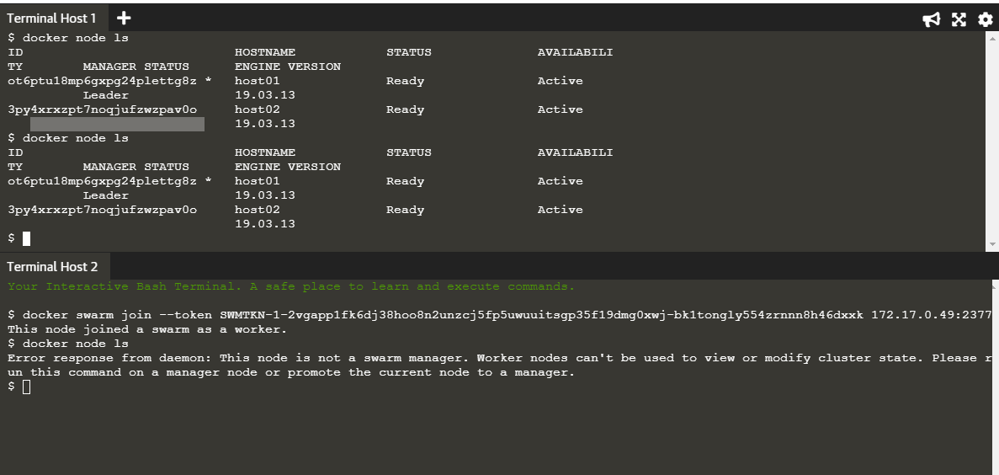 Terminal Host 1
$ docker node ls
ID HOSTNAME STATUS AVAILABILI
TY MANAGER STATUS ENGINE VERSION
ot6ptu18mp6gxpg24plettg8z * host01 Ready Active
Leader 19.03.13
3py4xrxzpt7noqjufzwzpav0o host02 Ready Active
19.03.13
$ docker node ls
ID HOSTNAME STATUS AVAILABILI
TY MANAGER STATUS ENGINE VERSION
ot6ptu18mp6gxpg24plettg8z * host01 Ready Active
Leader 19.03.13
3py4xrxzpt7noqjufzwzpav0o host02 Ready Active
19.03.13
$
Terminal Host 2
Your Interactive Bash Terminal. A safe place to learn and execute commands.
$ docker swarm join --token SWMTKN-1-2vgapp1fk6dj38hoo8n2unzcj5fp5uwuuitsgp35f19dmg0xwj-bk1tongly554zrnnn8h46dxxk 172.17.0.49:2377
This node joined a swarm as a worker.
$ docker node ls
Error response from daemon: This node is not a swarm manager. Worker nodes can't be used to view or modify cluster state. Please r
un this command on a manager node or promote the current node to a manager.
$